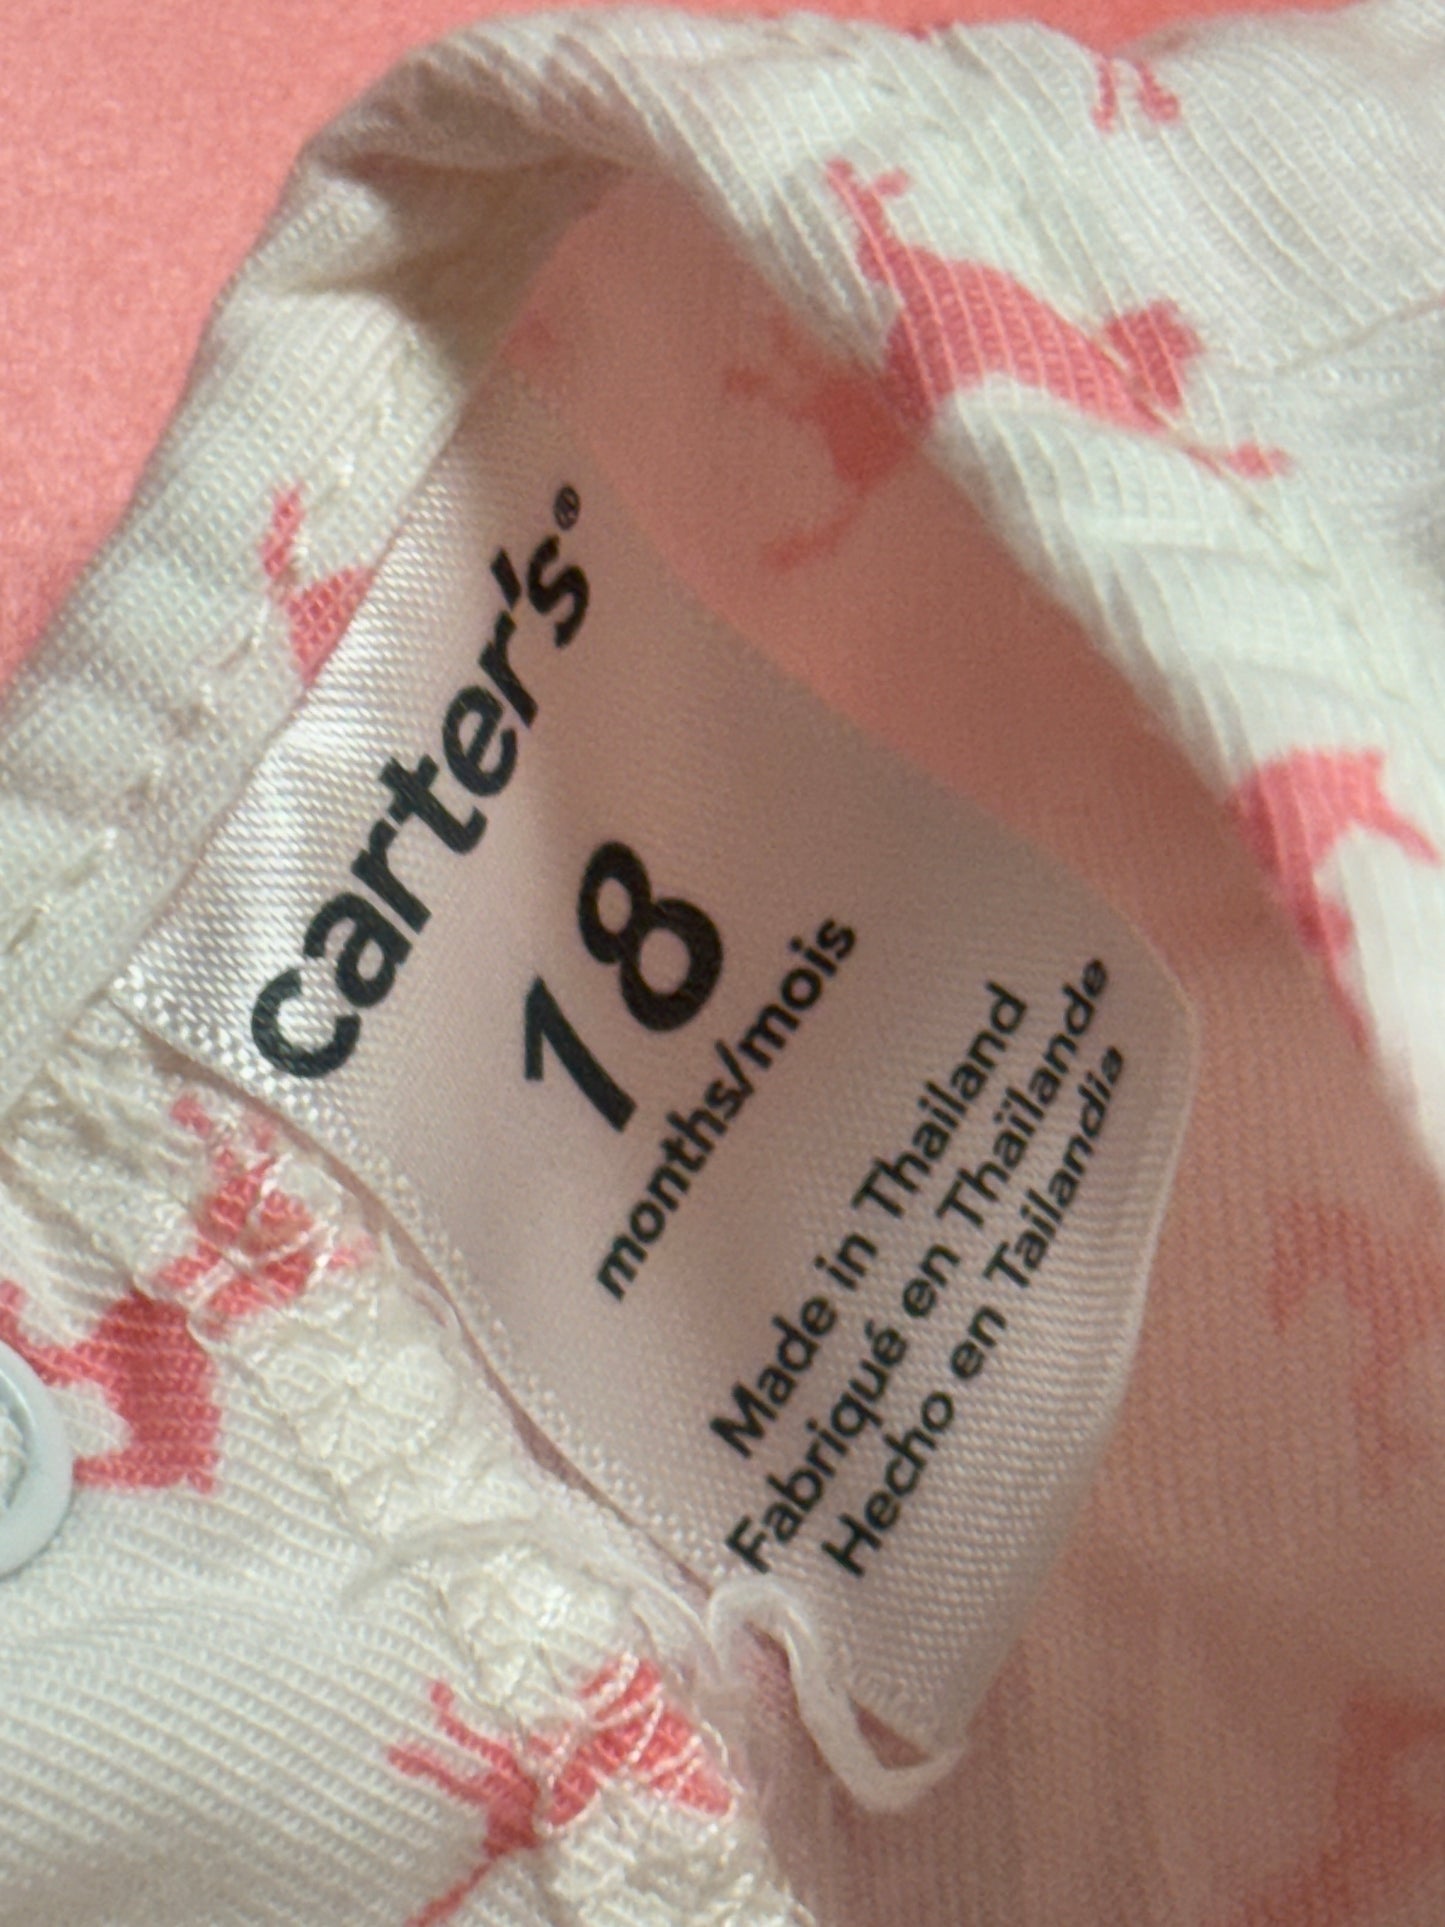 carter's®
18
months/mois
Made in Thailand
Fabriqué en Thaïlande
Hecho en Tailandia